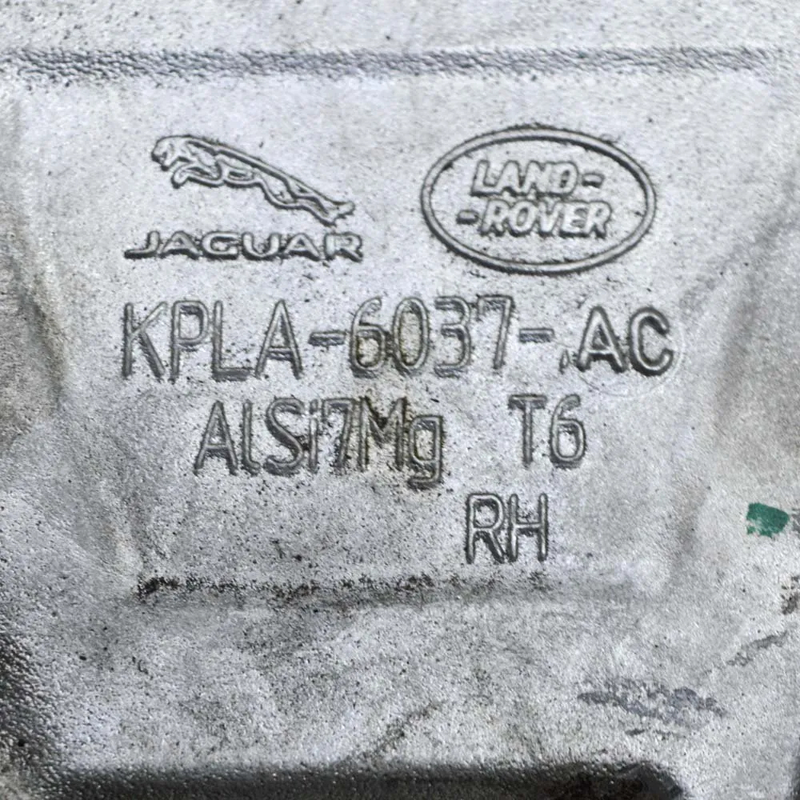 JAGUAR
LAND-
-ROVER
KPLA-6037-.AC
AlSi7Mg T6
RH